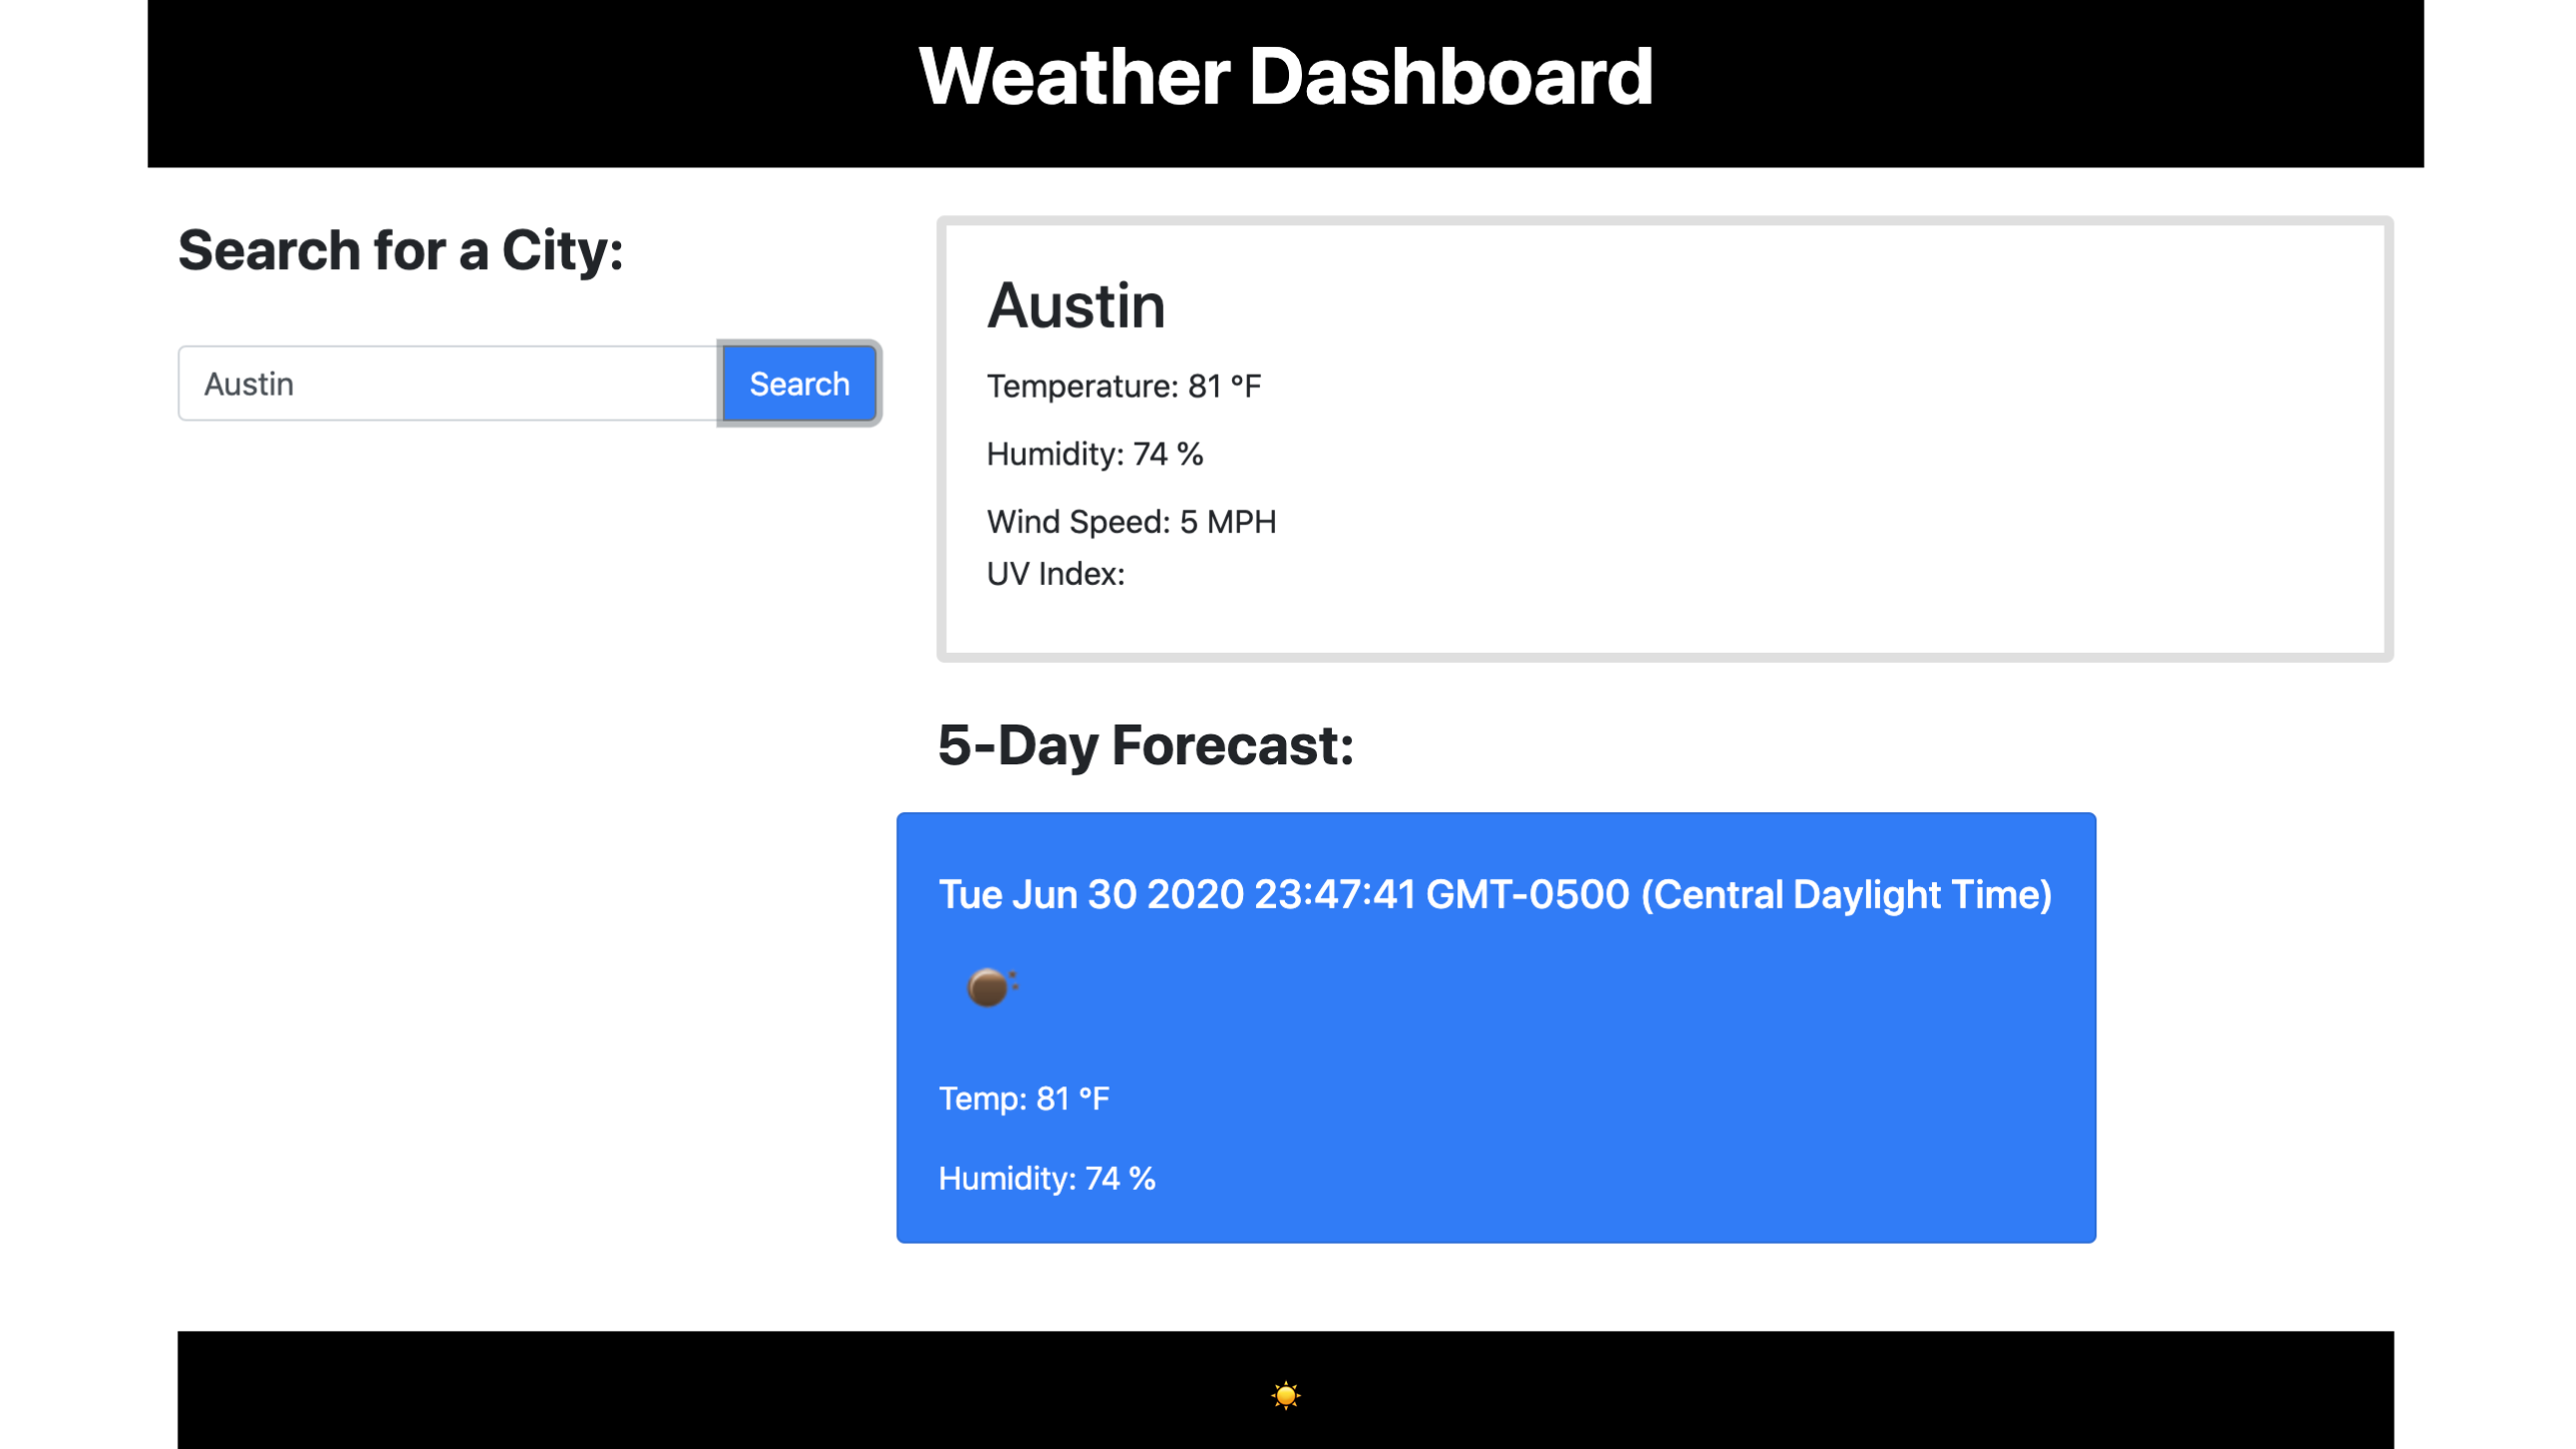 Weather Dashboard
Search for a City:
Austin
Search
Austin
Temperature: 81 °F
Humidity: 74 %
Wind Speed: 5 MPH
UV Index:
5-Day Forecast:
Tue Jun 30 2020 23:47:41 GMT-0500 (Central Daylight Time)
Temp: 81 °F
Humidity: 74 %